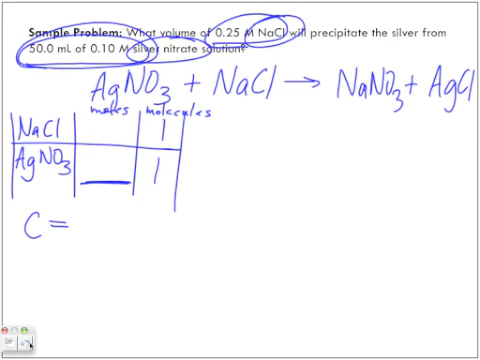 Sample Problem: What volume of 0.25 M NaCl will precipitate the silver from
50.0 mL of 0.10 M silver nitrate solution?
AgNO3 + NaCl → NaNO3 + AgCl
moles molecules
NaCl 1
AgNO3 1
C =